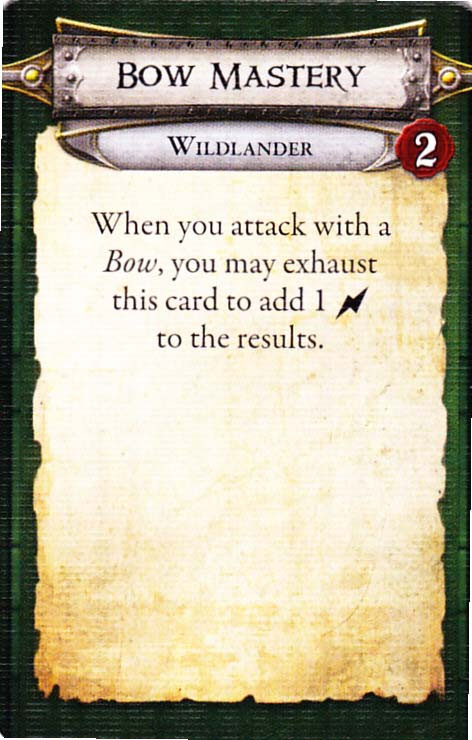 Bow Mastery
Wildlander
2
When you attack with a
Bow, you may exhaust
this card to add 1
to the results.